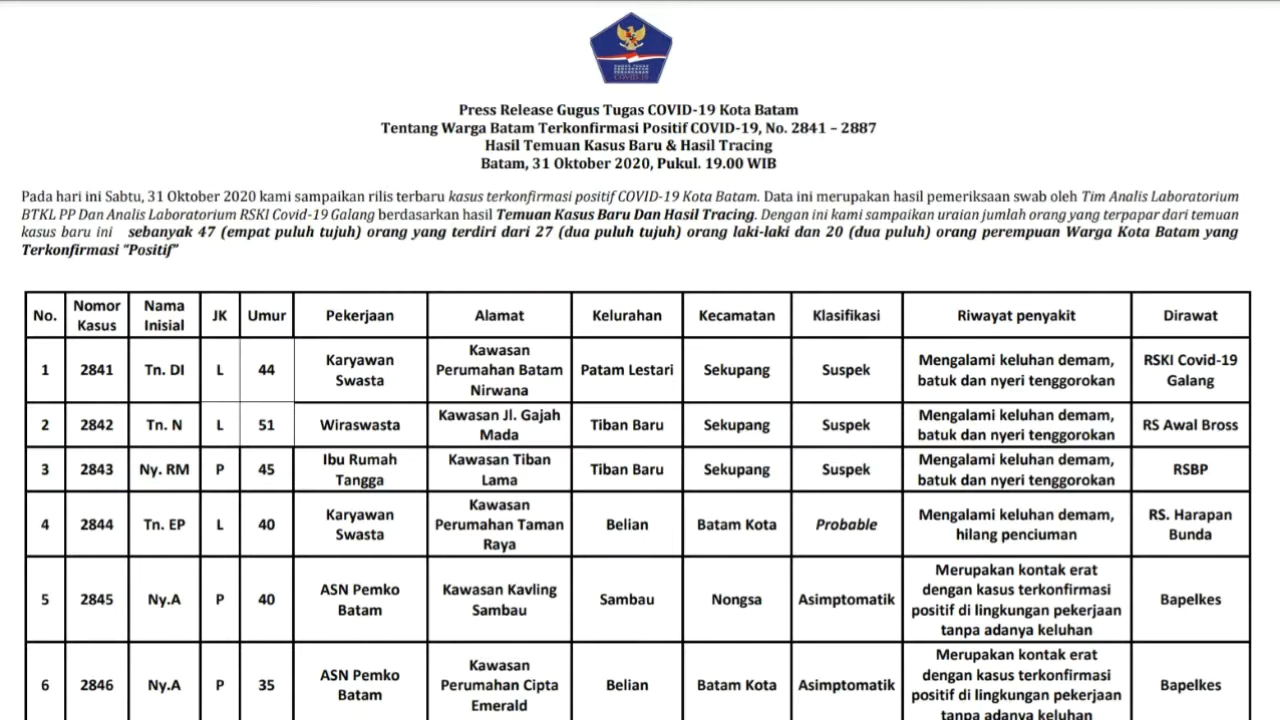 GUGUS TUGAS
PERCEPATAN
PENANGANAN
COVID-19
Press Release Gugus Tugas COVID-19 Kota Batam
Tentang Warga Batam Terkonfirmasi Positif COVID-19, No. 2841 – 2887
Hasil Temuan Kasus Baru & Hasil Tracing
Batam, 31 Oktober 2020, Pukul. 19.00 WIB
Pada hari ini Sabtu, 31 Oktober 2020 kami sampaikan rilis terbaru kasus terkonfirmasi positif COVID-19 Kota Batam. Data ini merupakan hasil pemeriksaan swab oleh Tim Analis Laboratorium
BTKL PP Dan Analis Laboratorium RSKI Covid-19 Galang berdasarkan hasil Temuan Kasus Baru Dan Hasil Tracing. Dengan ini kami sampaikan uraian jumlah orang yang terpapar dari temuan
kasus baru ini sebanyak 47 (empat puluh tujuh) orang yang terdiri dari 27 (dua puluh tujuh) orang laki-laki dan 20 (dua puluh) orang perempuan Warga Kota Batam yang
Terkonfirmasi "Positif"
No. Nomor Kasus Nama Inisial JK Umur Pekerjaan Alamat Kelurahan Kecamatan Klasifikasi Riwayat penyakit Dirawat
1 2841 Tn. DI L 44 Karyawan Swasta Kawasan Perumahan Batam Nirwana Patam Lestari Sekupang Suspek Mengalami keluhan demam, batuk dan nyeri tenggorokan RSKI Covid-19 Galang
2 2842 Tn. N L 51 Wiraswasta Kawasan Jl. Gajah Mada Tiban Baru Sekupang Suspek Mengalami keluhan demam, batuk dan nyeri tenggorokan RS Awal Bross
3 2843 Ny. RM P 45 Ibu Rumah Tangga Kawasan Tiban Lama Tiban Baru Sekupang Suspek Mengalami keluhan demam, batuk dan nyeri tenggorokan RSBP
4 2844 Tn. EP L 40 Karyawan Swasta Kawasan Perumahan Taman Raya Belian Batam Kota Probable Mengalami keluhan demam, hilang penciuman RS. Harapan Bunda
5 2845 Ny.A P 40 ASN Pemko Batam Kawasan Kavling Sambau Sambau Nongsa Asimptomatik Merupakan kontak erat dengan kasus terkonfirmasi positif di lingkungan pekerjaan tanpa adanya keluhan Bapelkes
6 2846 Ny.A P 35 ASN Pemko Batam Kawasan Perumahan Cipta Emerald Belian Batam Kota Asimptomatik Merupakan kontak erat dengan kasus terkonfirmasi positif di lingkungan pekerjaan tanpa adanya keluhan Bapelkes